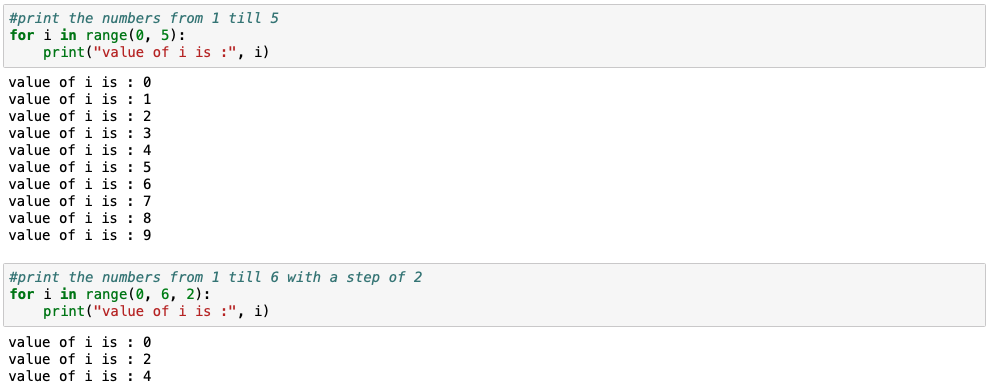 #print the numbers from 1 till 5
for i in range(0, 5):
    print("value of i is :", i)
value of i is : 0
value of i is : 1
value of i is : 2
value of i is : 3
value of i is : 4
value of i is : 5
value of i is : 6
value of i is : 7
value of i is : 8
value of i is : 9
#print the numbers from 1 till 6 with a step of 2
for i in range(0, 6, 2):
    print("value of i is :", i)
value of i is : 0
value of i is : 2
value of i is : 4